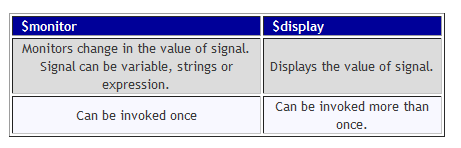 $monitor
$display
Monitors change in the value of signal.
Signal can be variable, strings or
expression.
Displays the value of signal.
Can be invoked once
Can be invoked more than
once.